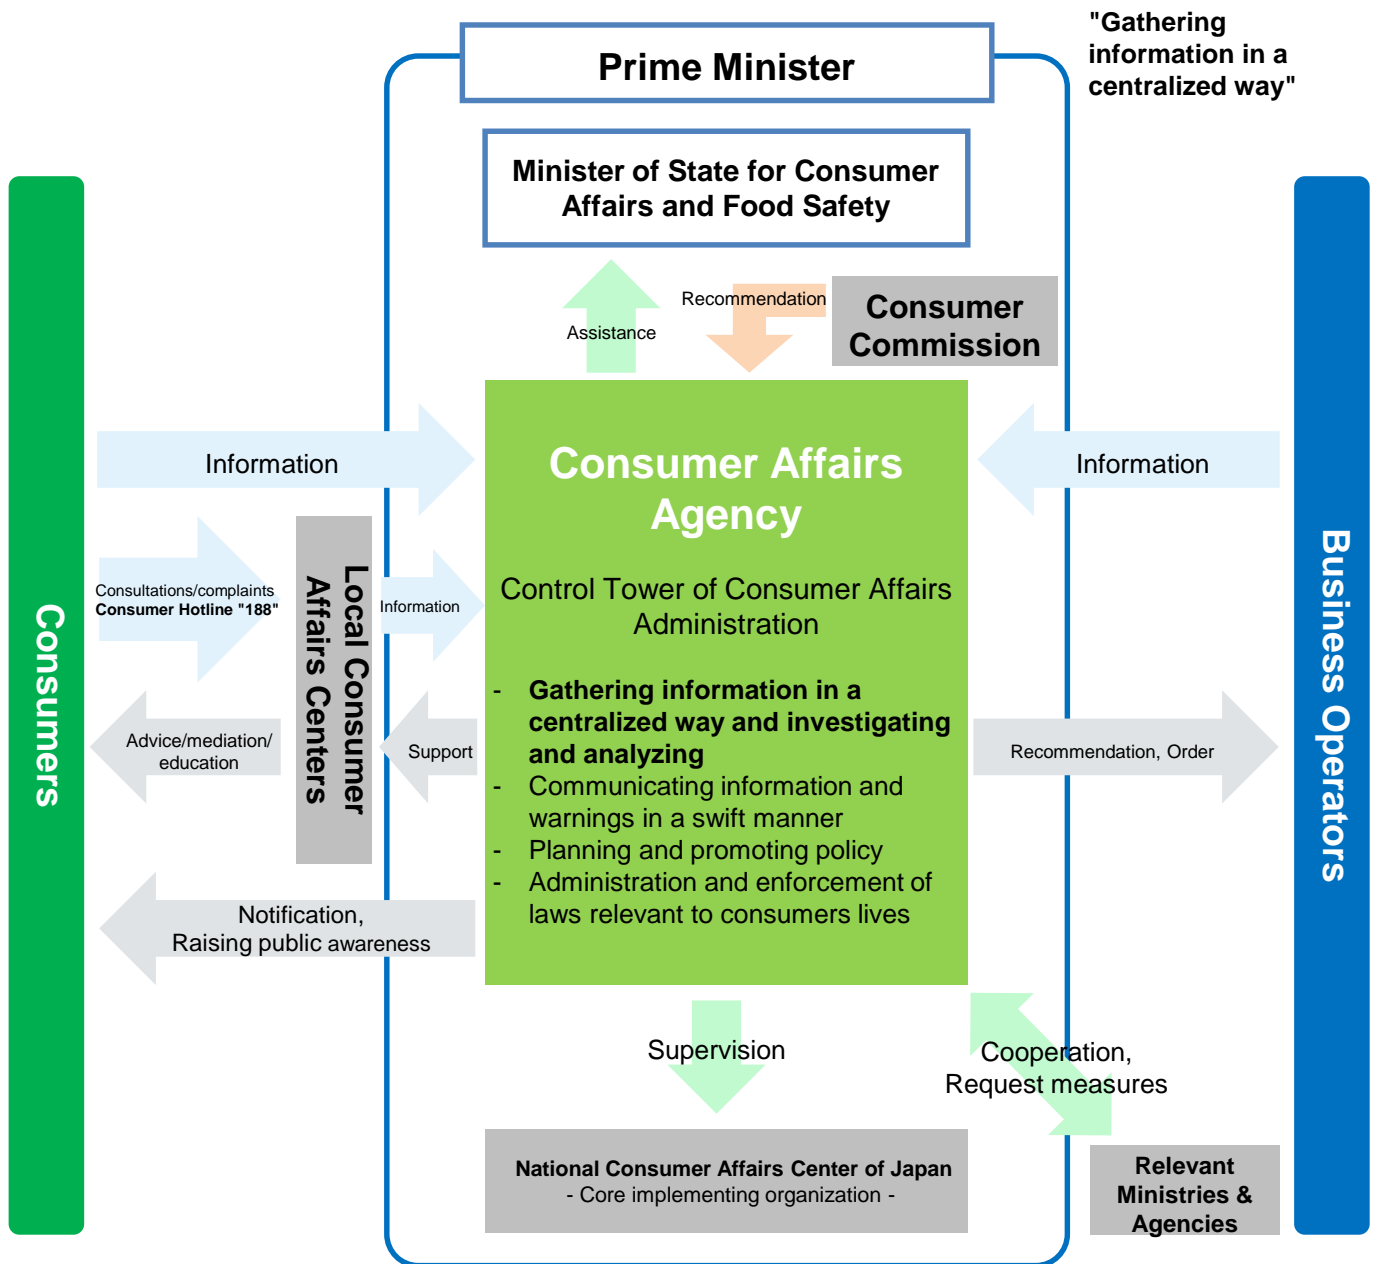 "Gathering
information in a
centralized way"
Prime Minister
Minister of State for Consumer
Affairs and Food Safety
Assistance
Recommendation
Consumer
Commission
Consumers
Information
Consultations/complaints
Consumer Hotline "188"
Advice/mediation/
education
Notification,
Raising public awareness
Local Consumer
Affairs Centers
Information
Support
Consumer Affairs
Agency
Control Tower of Consumer Affairs
Administration
- Gathering information in a
centralized way and investigating
and analyzing
- Communicating information and
warnings in a swift manner
- Planning and promoting policy
- Administration and enforcement of
laws relevant to consumers lives
Information
Recommendation, Order
Business Operators
Supervision
Cooperation,
Request measures
National Consumer Affairs Center of Japan
- Core implementing organization -
Relevant
Ministries &
Agencies